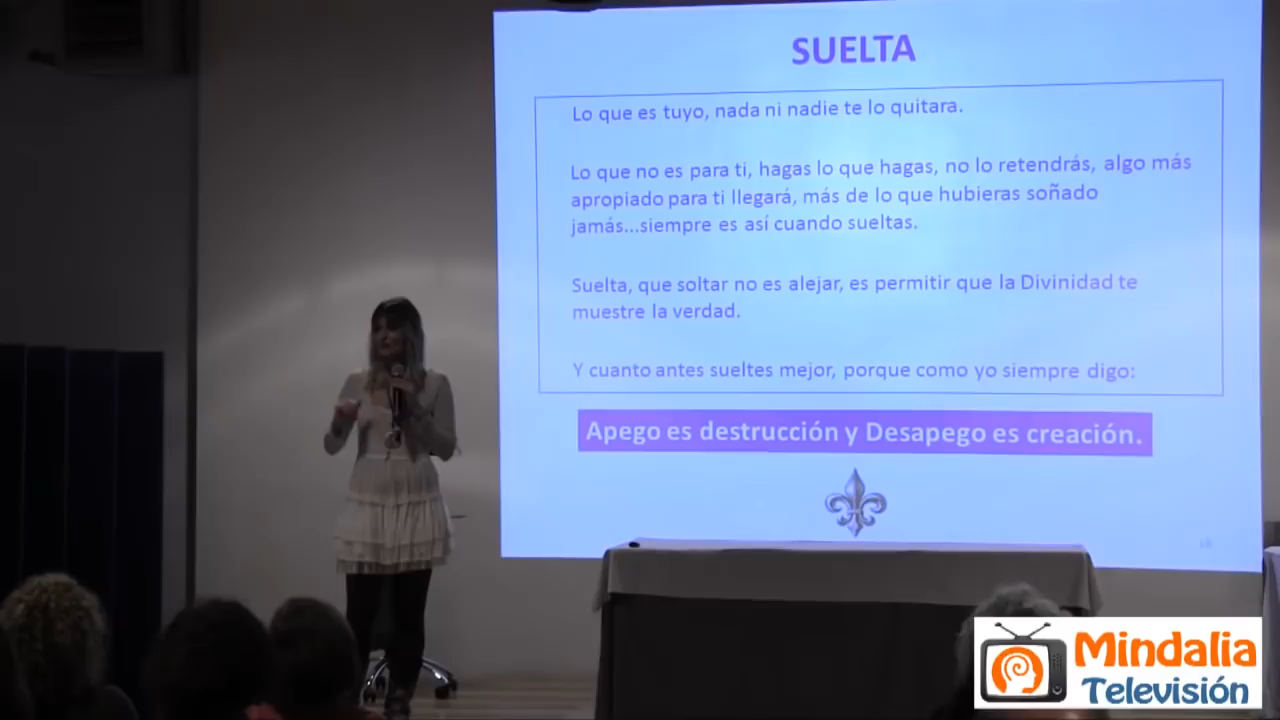 SUELTA
Lo que es tuyo, nada ni nadie te lo quitara.
Lo que no es para ti, hagas lo que hagas, no lo retendrás, algo más
apropiado para ti llegará, más de lo que hubieras soñado
jamás...siempre es así cuando sueltas.
Suelta, que soltar no es alejar, es permitir que la Divinidad te
muestre la verdad.
Y cuanto antes sueltes mejor, porque como yo siempre digo:
Apego es destrucción y Desapego es creación.
Mindalia
Televisión